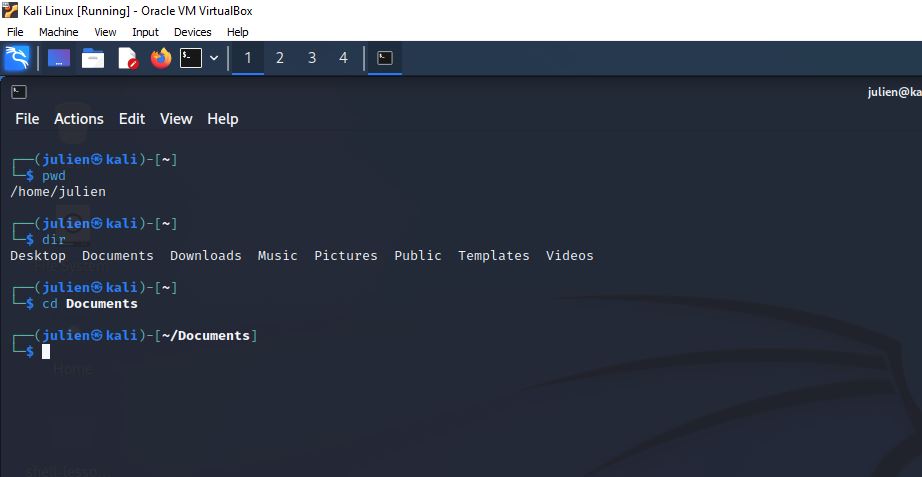 Kali Linux [Running] - Oracle VM VirtualBox
File Machine View Input Devices Help
1 2 3 4
julien@ka
File Actions Edit View Help
┌──(julien㉿kali)-[~]
└─$ pwd
/home/julien
┌──(julien㉿kali)-[~]
└─$ dir
Desktop Documents Downloads Music Pictures Public Templates Videos
┌──(julien㉿kali)-[~]
└─$ cd Documents
┌──(julien㉿kali)-[~/Documents]
└─$
Home